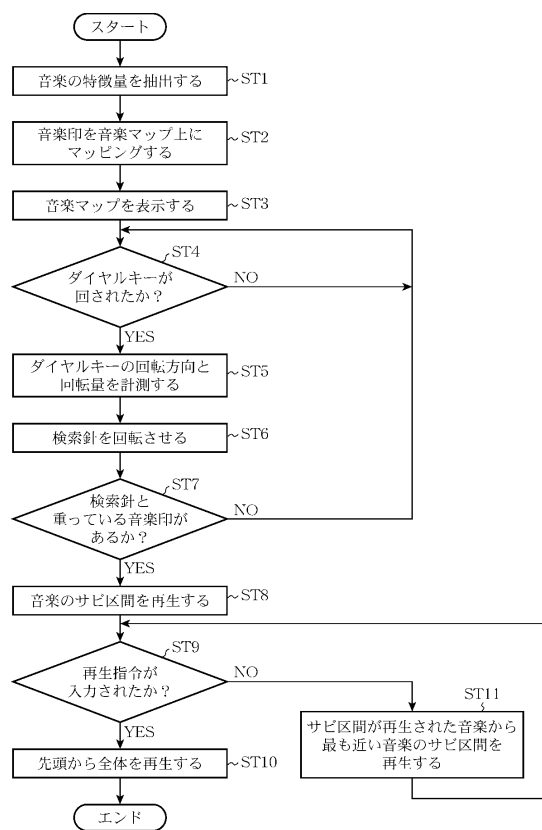 スタート
音楽の特徴量を抽出する
ST1
音楽印を音楽マップ上に
マッピングする
ST2
音楽マップを表示する
ST3
ST4
ダイヤルキーが
回されたか？
NO
YES
ダイヤルキーの回転方向と
回転量を計測する
ST5
検索針を回転させる
ST6
ST7
検索針と
重っている音楽印が
あるか？
NO
YES
音楽のサビ区間を再生する
ST8
ST9
再生指令が
入力されたか？
NO
YES
ST11
サビ区間が再生された音楽から
最も近い音楽のサビ区間を
再生する
先頭から全体を再生する
ST10
エンド